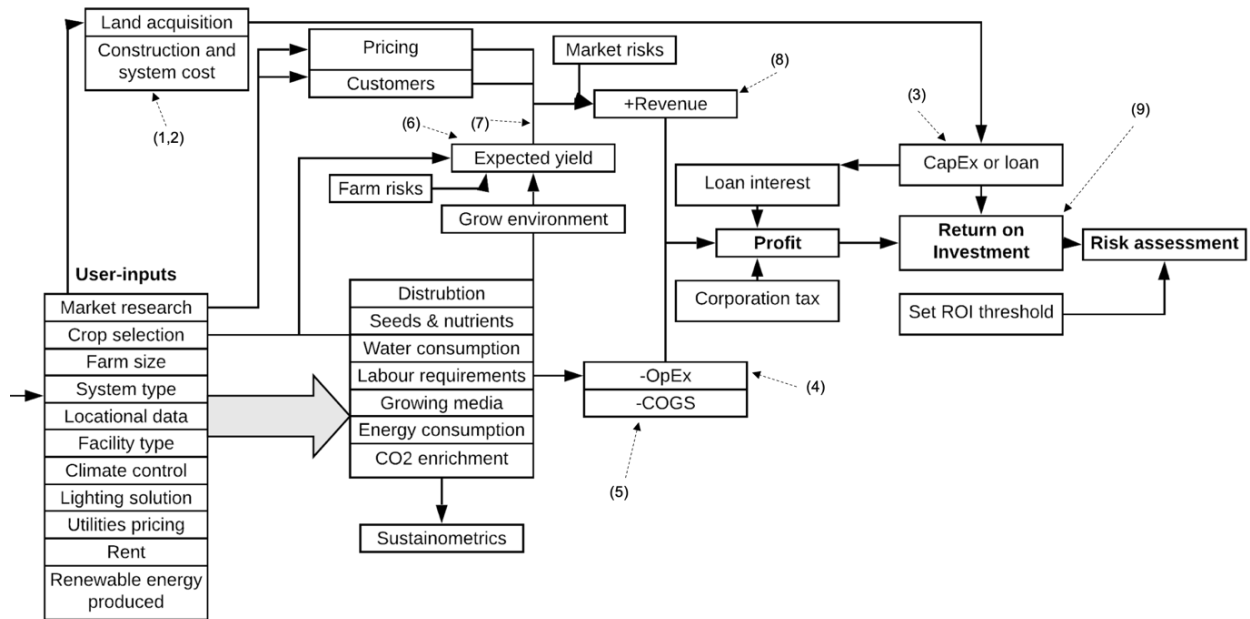 Land acquisition
Construction and
system cost
(1,2)
Pricing
Customers
Market risks
(8)
+Revenue
(3)
(9)
(6)
(7)
Expected yield
CapEx or loan
Farm risks
Loan interest
Grow environment
Return on
Investment
Profit
Risk assessment
User-inputs
Market research
Crop selection
Farm size
System type
Locational data
Facility type
Climate control
Lighting solution
Utilities pricing
Rent
Renewable energy
produced
Distrubtion
Seeds & nutrients
Water consumption
Labour requirements
Growing media
Energy consumption
CO2 enrichment
Sustainometrics
Corporation tax
Set ROI threshold
-OpEx
-COGS
(4)
(5)